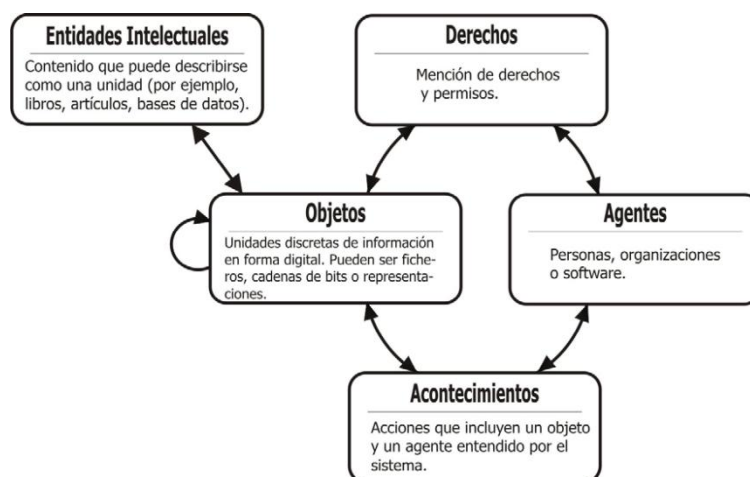 Entidades Intelectuales
Contenido que puede describirse
como una unidad (por ejemplo,
libros, artículos, bases de datos).
Derechos
Mención de derechos
y permisos.
Objetos
Unidades discretas de información
en forma digital. Pueden ser fiche-
ros, cadenas de bits o representa-
ciones.
Agentes
Personas, organizaciones
o software.
Acontecimientos
Acciones que incluyen un objeto
y un agente entendido por el
sistema.